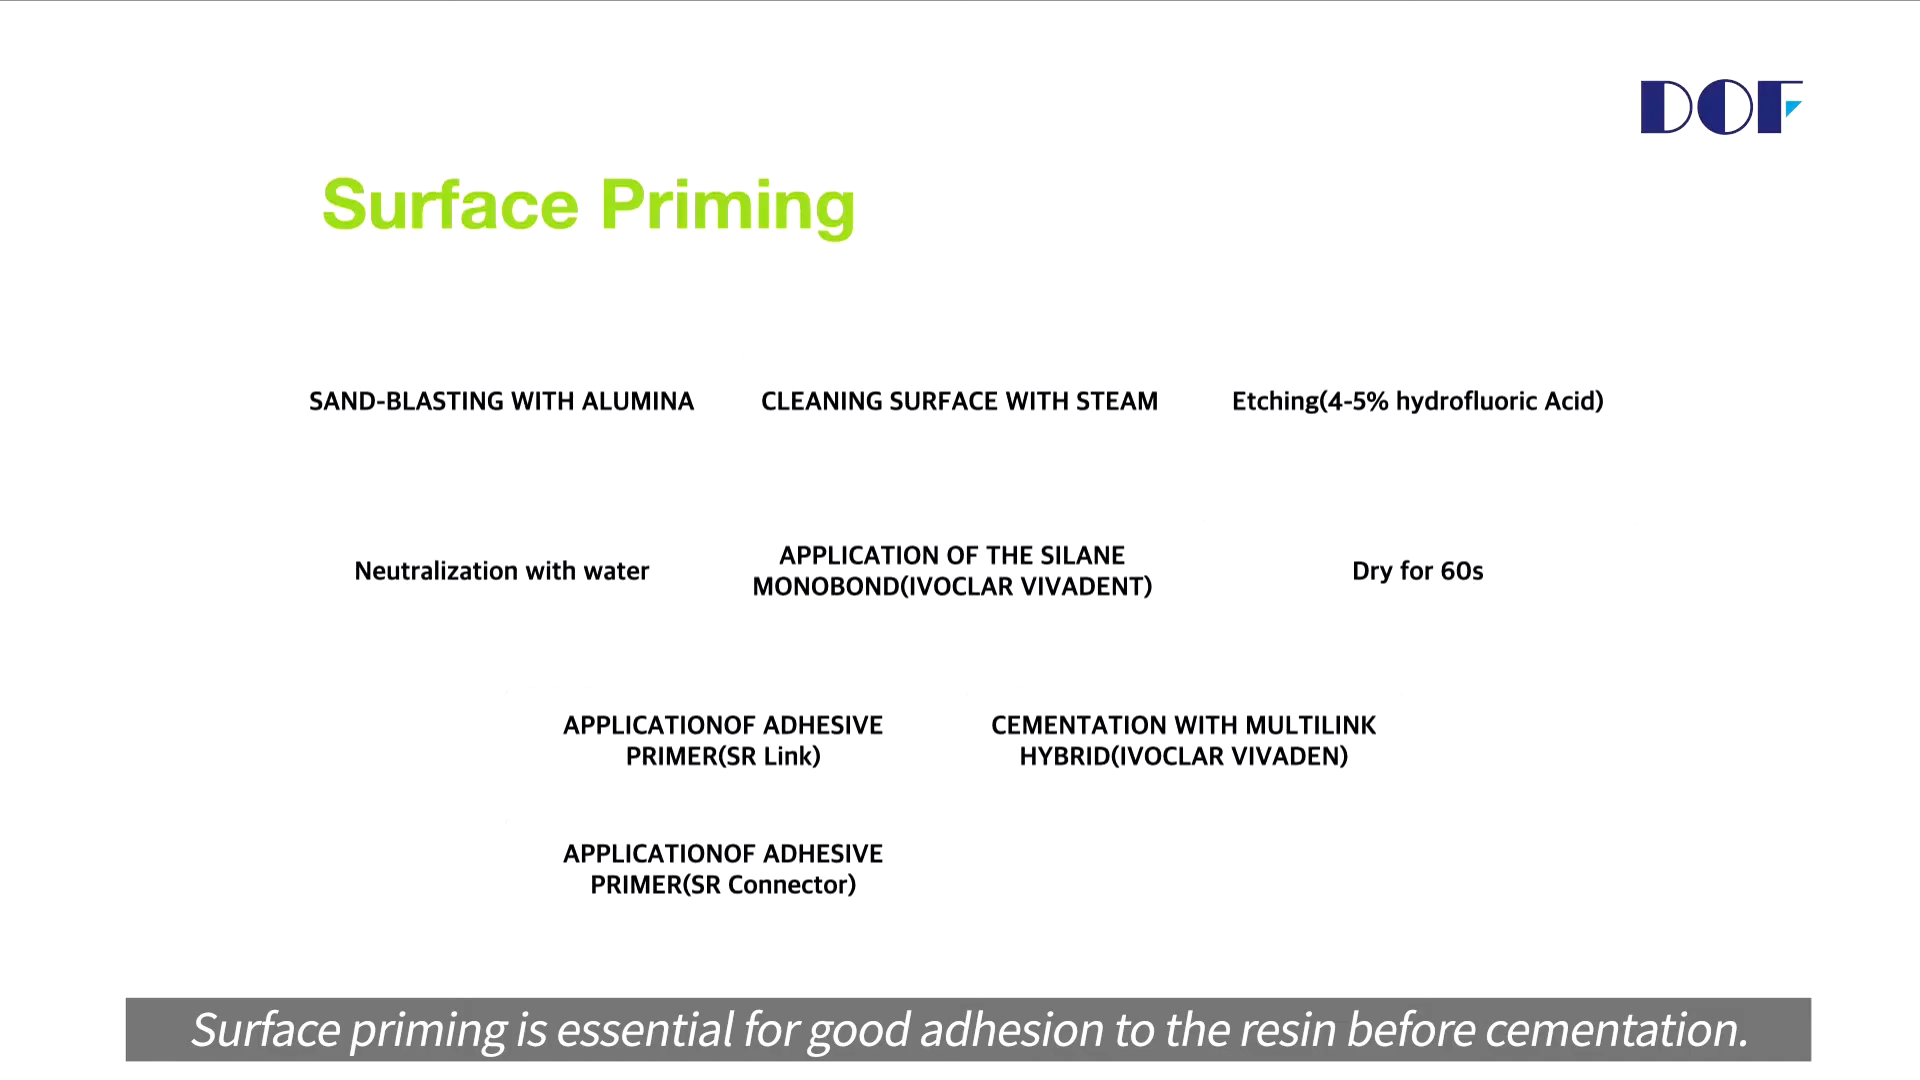 DOF
Surface Priming
SAND-BLASTING WITH ALUMINA
CLEANING SURFACE WITH STEAM
Etching(4-5% hydrofluoric Acid)
Neutralization with water
APPLICATION OF THE SILANE
MONOBOND(IVOCLAR VIVADENT)
Dry for 60s
APPLICATIONOF ADHESIVE
PRIMER(SR Link)
CEMENTATION WITH MULTILINK
HYBRID(IVOCLAR VIVADEN)
APPLICATIONOF ADHESIVE
PRIMER(SR Connector)
Surface priming is essential for good adhesion to the resin before cementation.